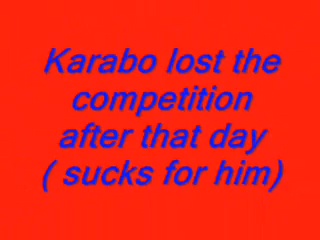 Karabo lost the
competition
after that day
( sucks for him)